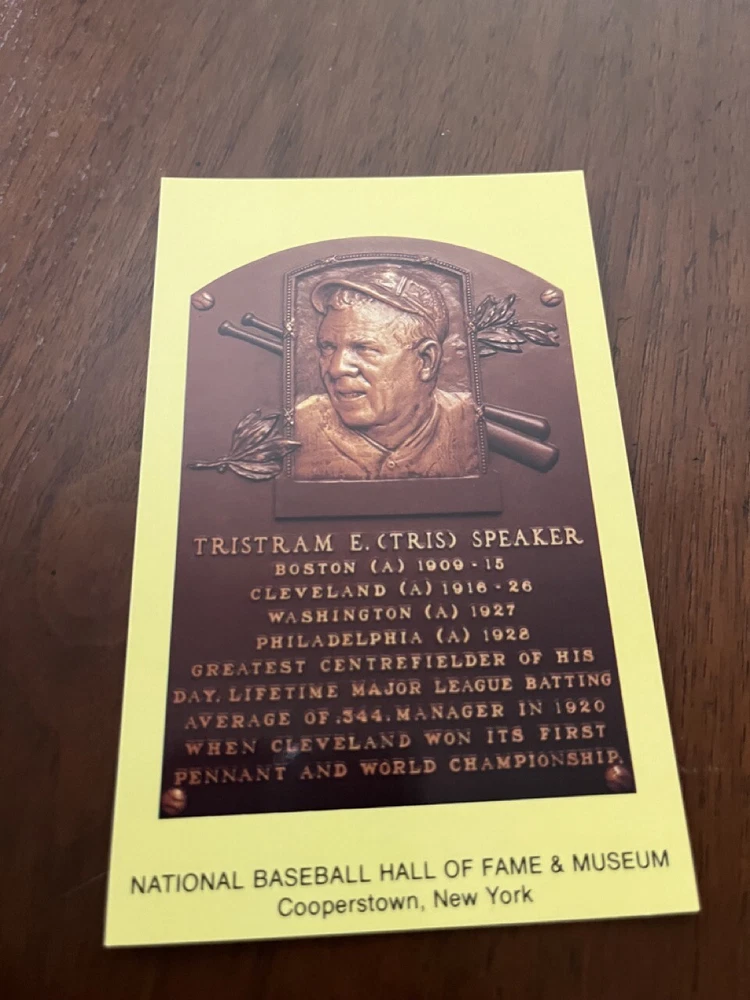 TRISTRAM E. (TRIS) SPEAKER
BOSTON (A) 1909 - 15
CLEVELAND (A) 1916 - 26
WASHINGTON (A) 1927
PHILADELPHIA (A) 1928
GREATEST CENTREFIELDER OF HIS
DAY. LIFETIME MAJOR LEAGUE BATTING
AVERAGE OF .344. MANAGER IN 1920
WHEN CLEVELAND WON ITS FIRST
PENNANT AND WORLD CHAMPIONSHIP.
NATIONAL BASEBALL HALL OF FAME & MUSEUM
Cooperstown, New York